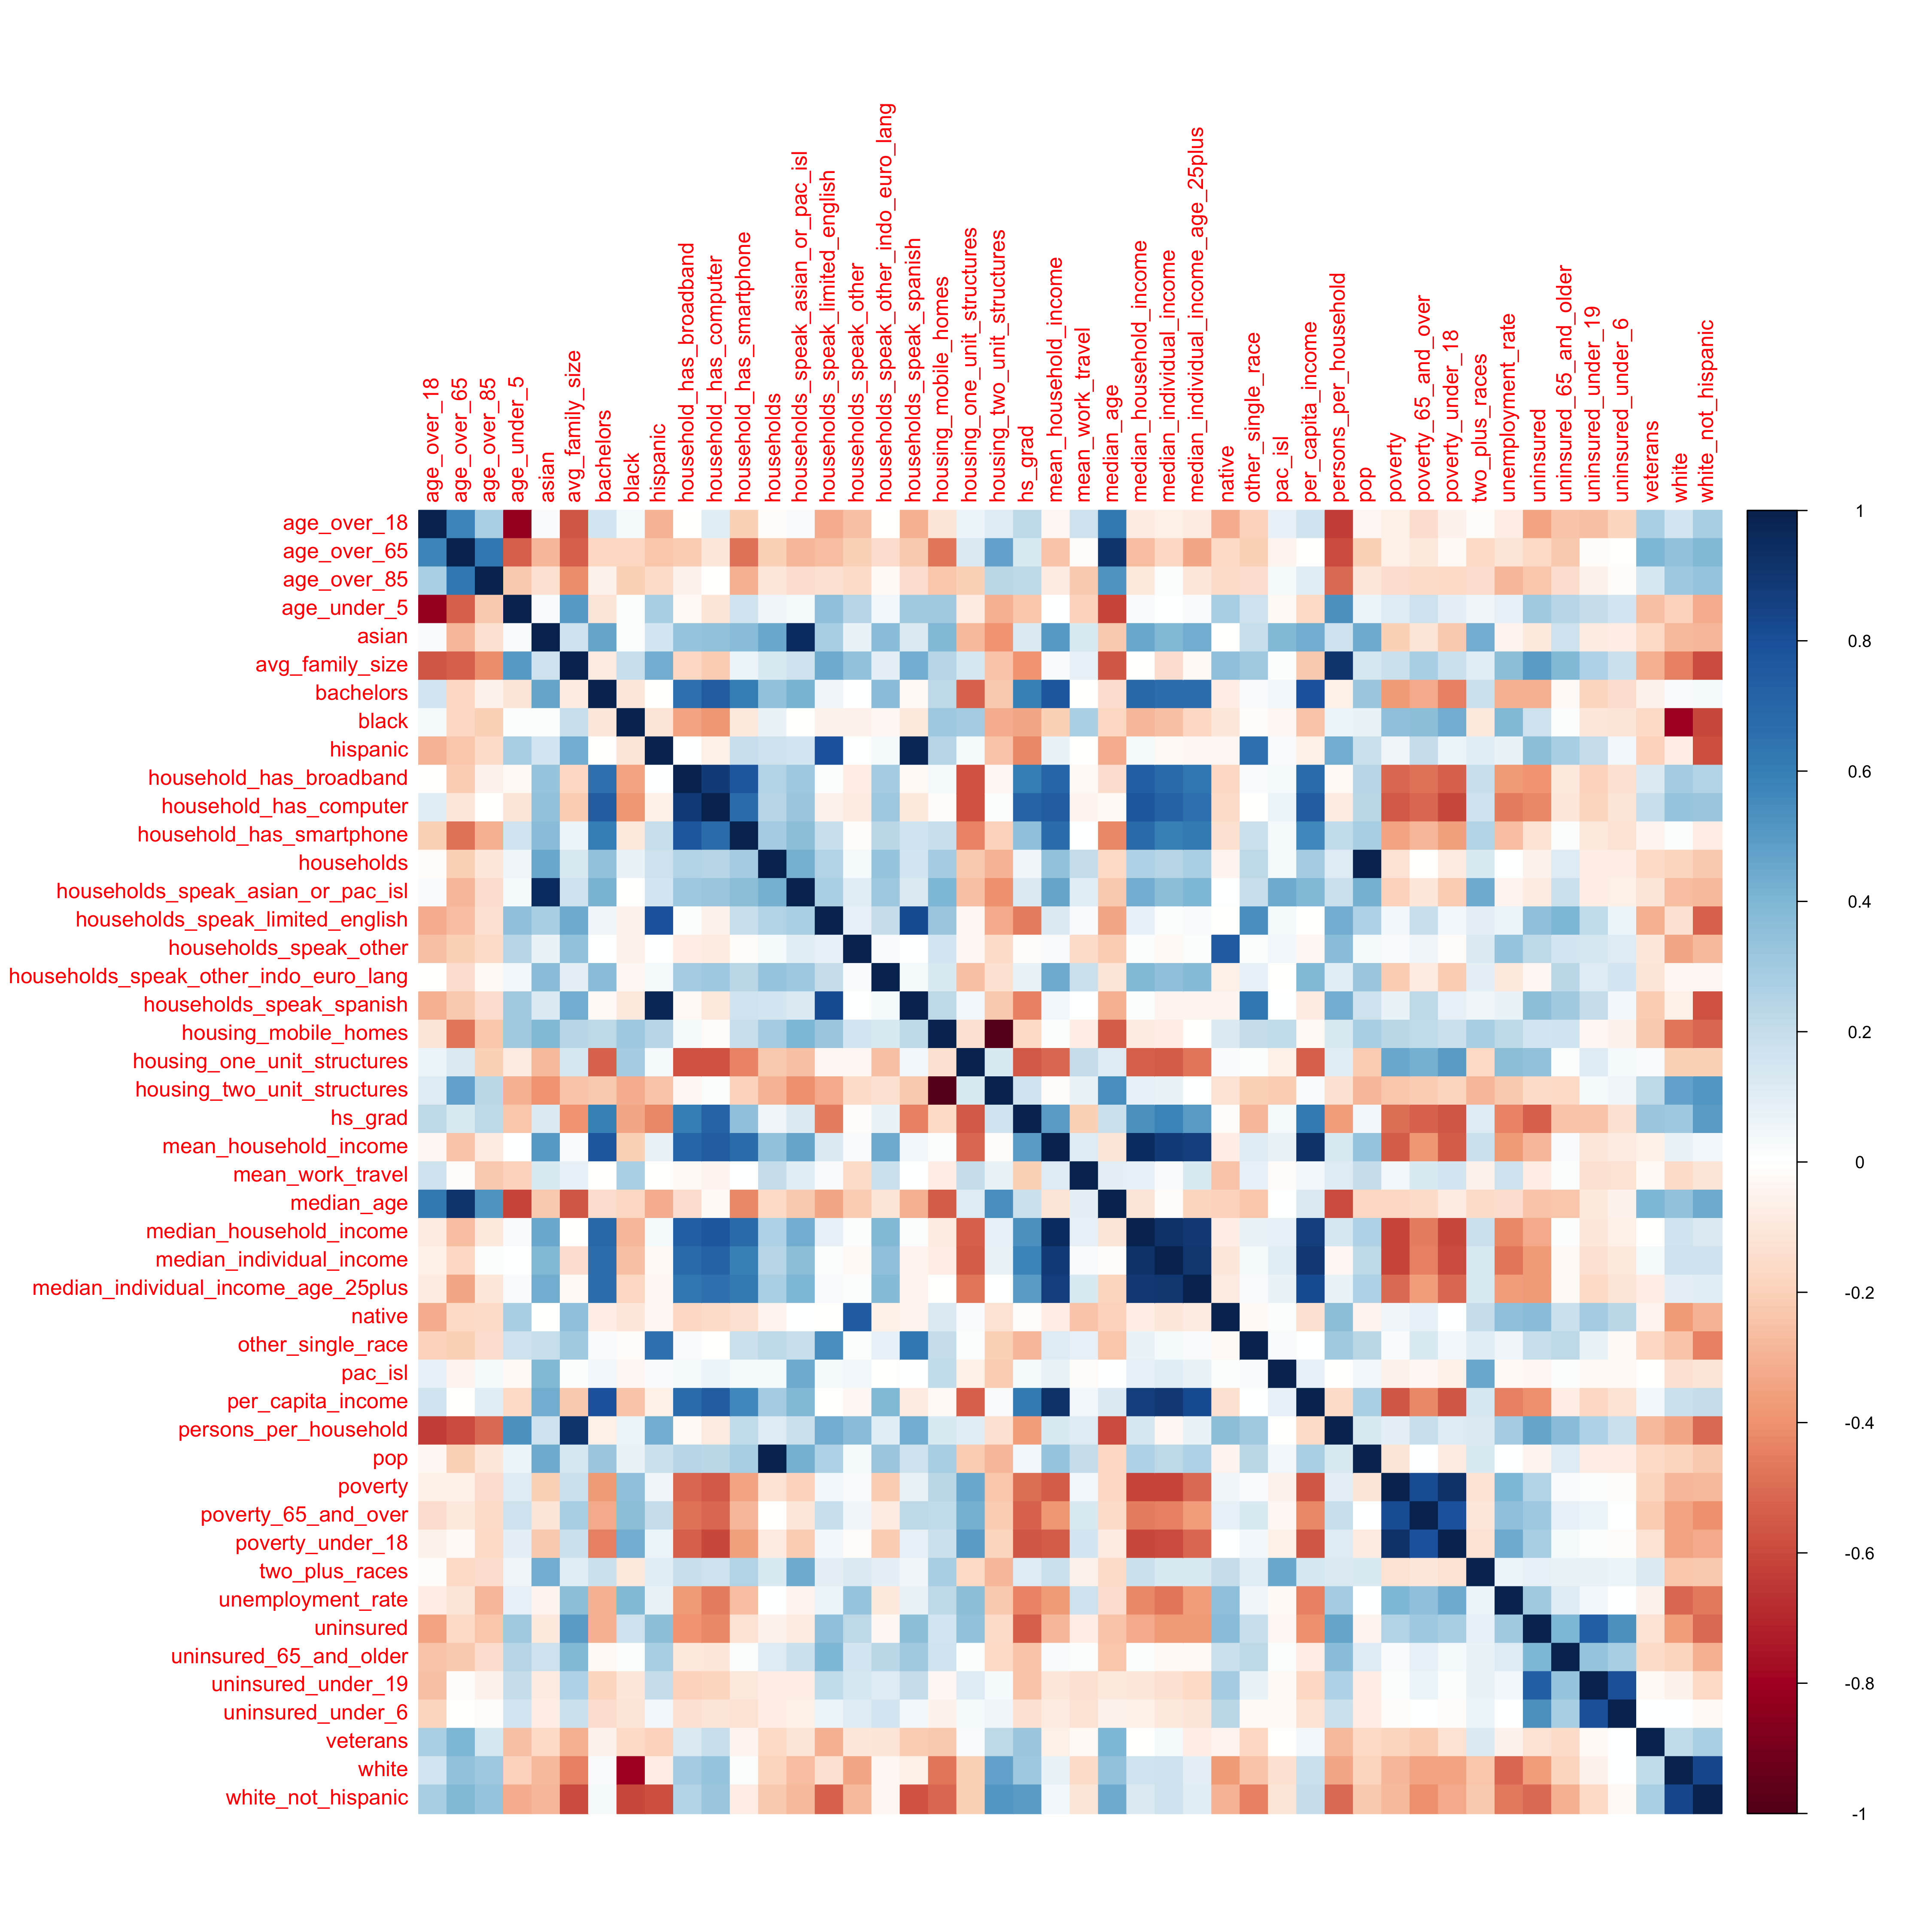 age_over_18
age_over_65
age_over_85
age_under_5
asian
avg_family_size
bachelors
black
hispanic
household_has_broadband
household_has_computer
household_has_smartphone
households
households_speak_asian_or_pac_isl
households_speak_limited_english
households_speak_other
households_speak_other_indo_euro_lang
households_speak_spanish
housing_mobile_homes
housing_one_unit_structures
housing_two_unit_structures
hs_grad
mean_household_income
mean_work_travel
median_age
median_household_income
median_individual_income
median_individual_income_age_25plus
native
other_single_race
pac_isl
per_capita_income
persons_per_household
pop
poverty
poverty_65_and_over
poverty_under_18
two_plus_races
unemployment_rate
uninsured
uninsured_65_and_older
uninsured_under_19
uninsured_under_6
veterans
white
white_not_hispanic
age_over_18
age_over_65
age_over_85
age_under_5
asian
avg_family_size
bachelors
black
hispanic
household_has_broadband
household_has_computer
household_has_smartphone
households
households_speak_asian_or_pac_isl
households_speak_limited_english
households_speak_other
households_speak_other_indo_euro_lang
households_speak_spanish
housing_mobile_homes
housing_one_unit_structures
housing_two_unit_structures
hs_grad
mean_household_income
mean_work_travel
median_age
median_household_income
median_individual_income
median_individual_income_age_25plus
native
other_single_race
pac_isl
per_capita_income
persons_per_household
pop
poverty
poverty_65_and_over
poverty_under_18
two_plus_races
unemployment_rate
uninsured
uninsured_65_and_older
uninsured_under_19
uninsured_under_6
veterans
white
white_not_hispanic
1
0.8
0.6
0.4
0.2
0
-0.2
-0.4
-0.6
-0.8
-1